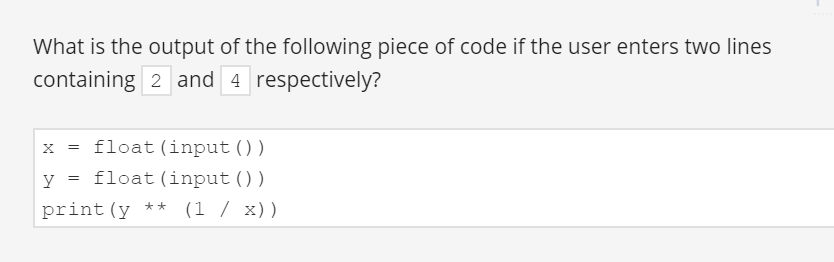 What is the output of the following piece of code if the user enters two lines
containing 2 and 4 respectively?
x = float(input())
y = float(input())
print(y ** (1 / x))